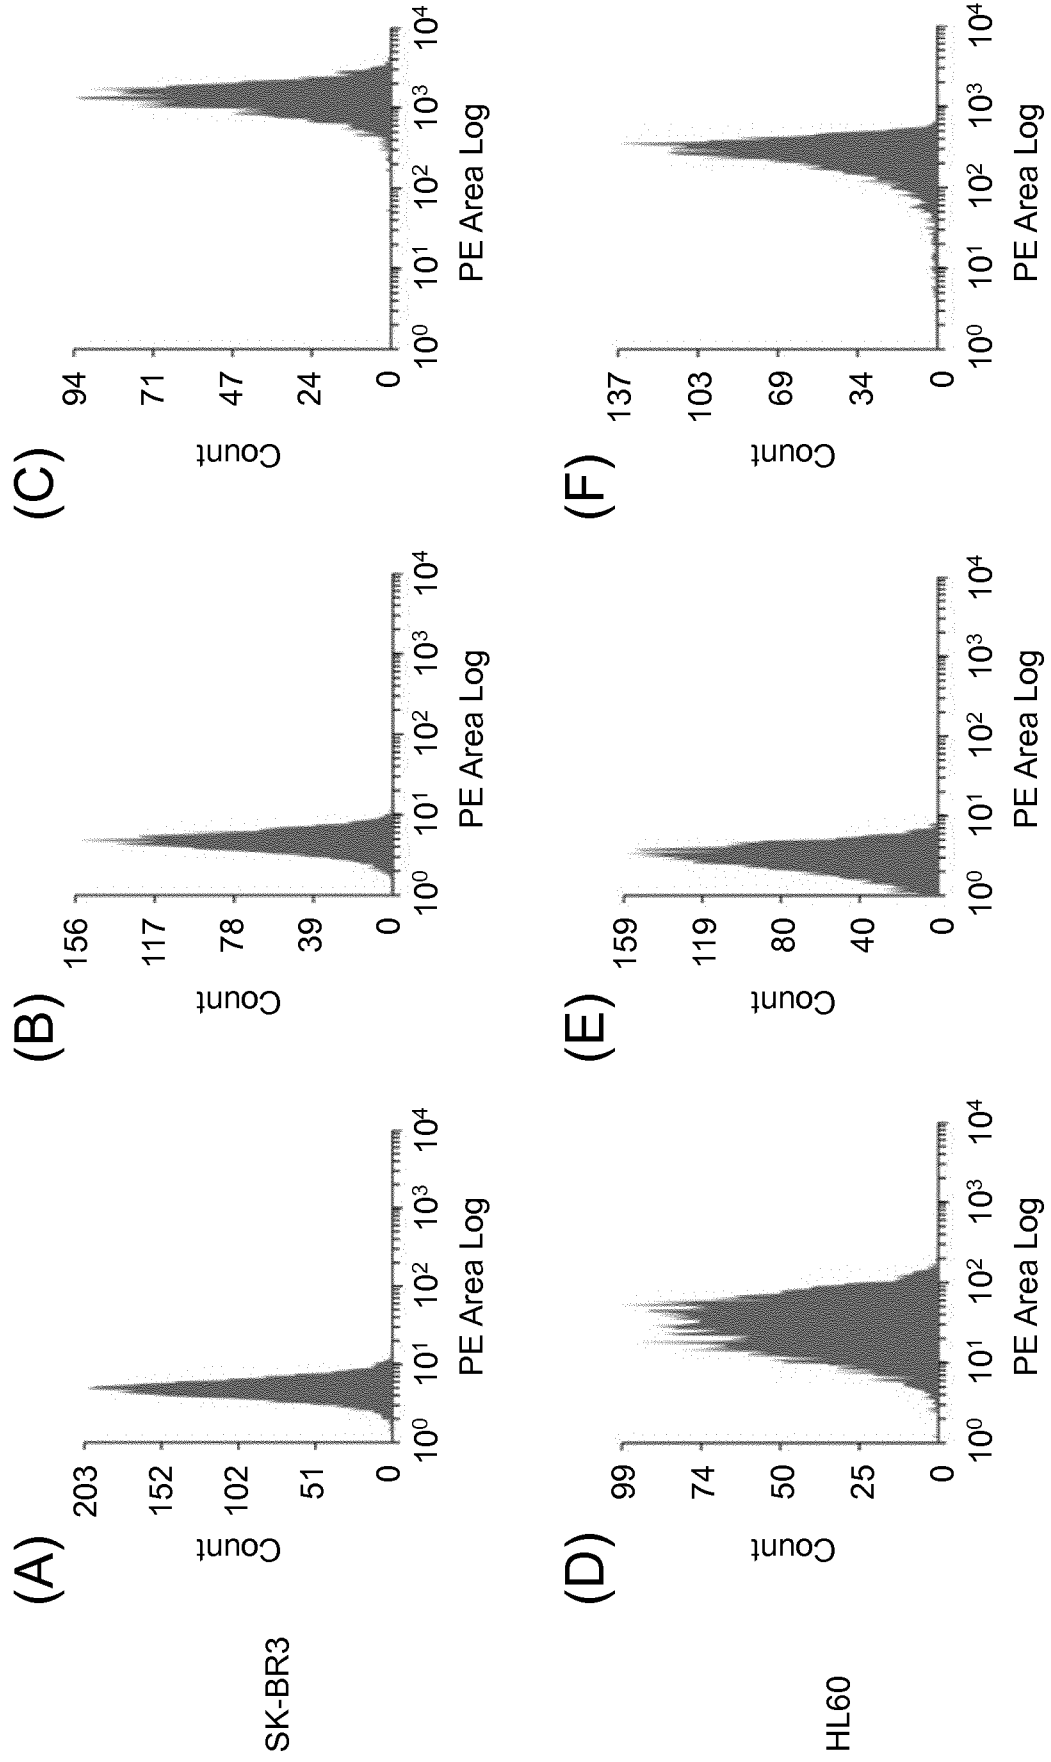 SK-BR3
(A)
Count
203
152
102
51
0
10⁰ 10¹ 10² 10³ 10⁴
PE Area Log
(B)
Count
156
117
78
39
0
10⁰ 10¹ 10² 10³ 10⁴
PE Area Log
(C)
Count
94
71
47
24
0
10⁰ 10¹ 10² 10³ 10⁴
PE Area Log
HL60
(D)
Count
99
74
50
25
0
10⁰ 10¹ 10² 10³ 10⁴
PE Area Log
(E)
Count
159
119
80
40
0
10⁰ 10¹ 10² 10³ 10⁴
PE Area Log
(F)
Count
137
103
69
34
0
10⁰ 10¹ 10² 10³ 10⁴
PE Area Log